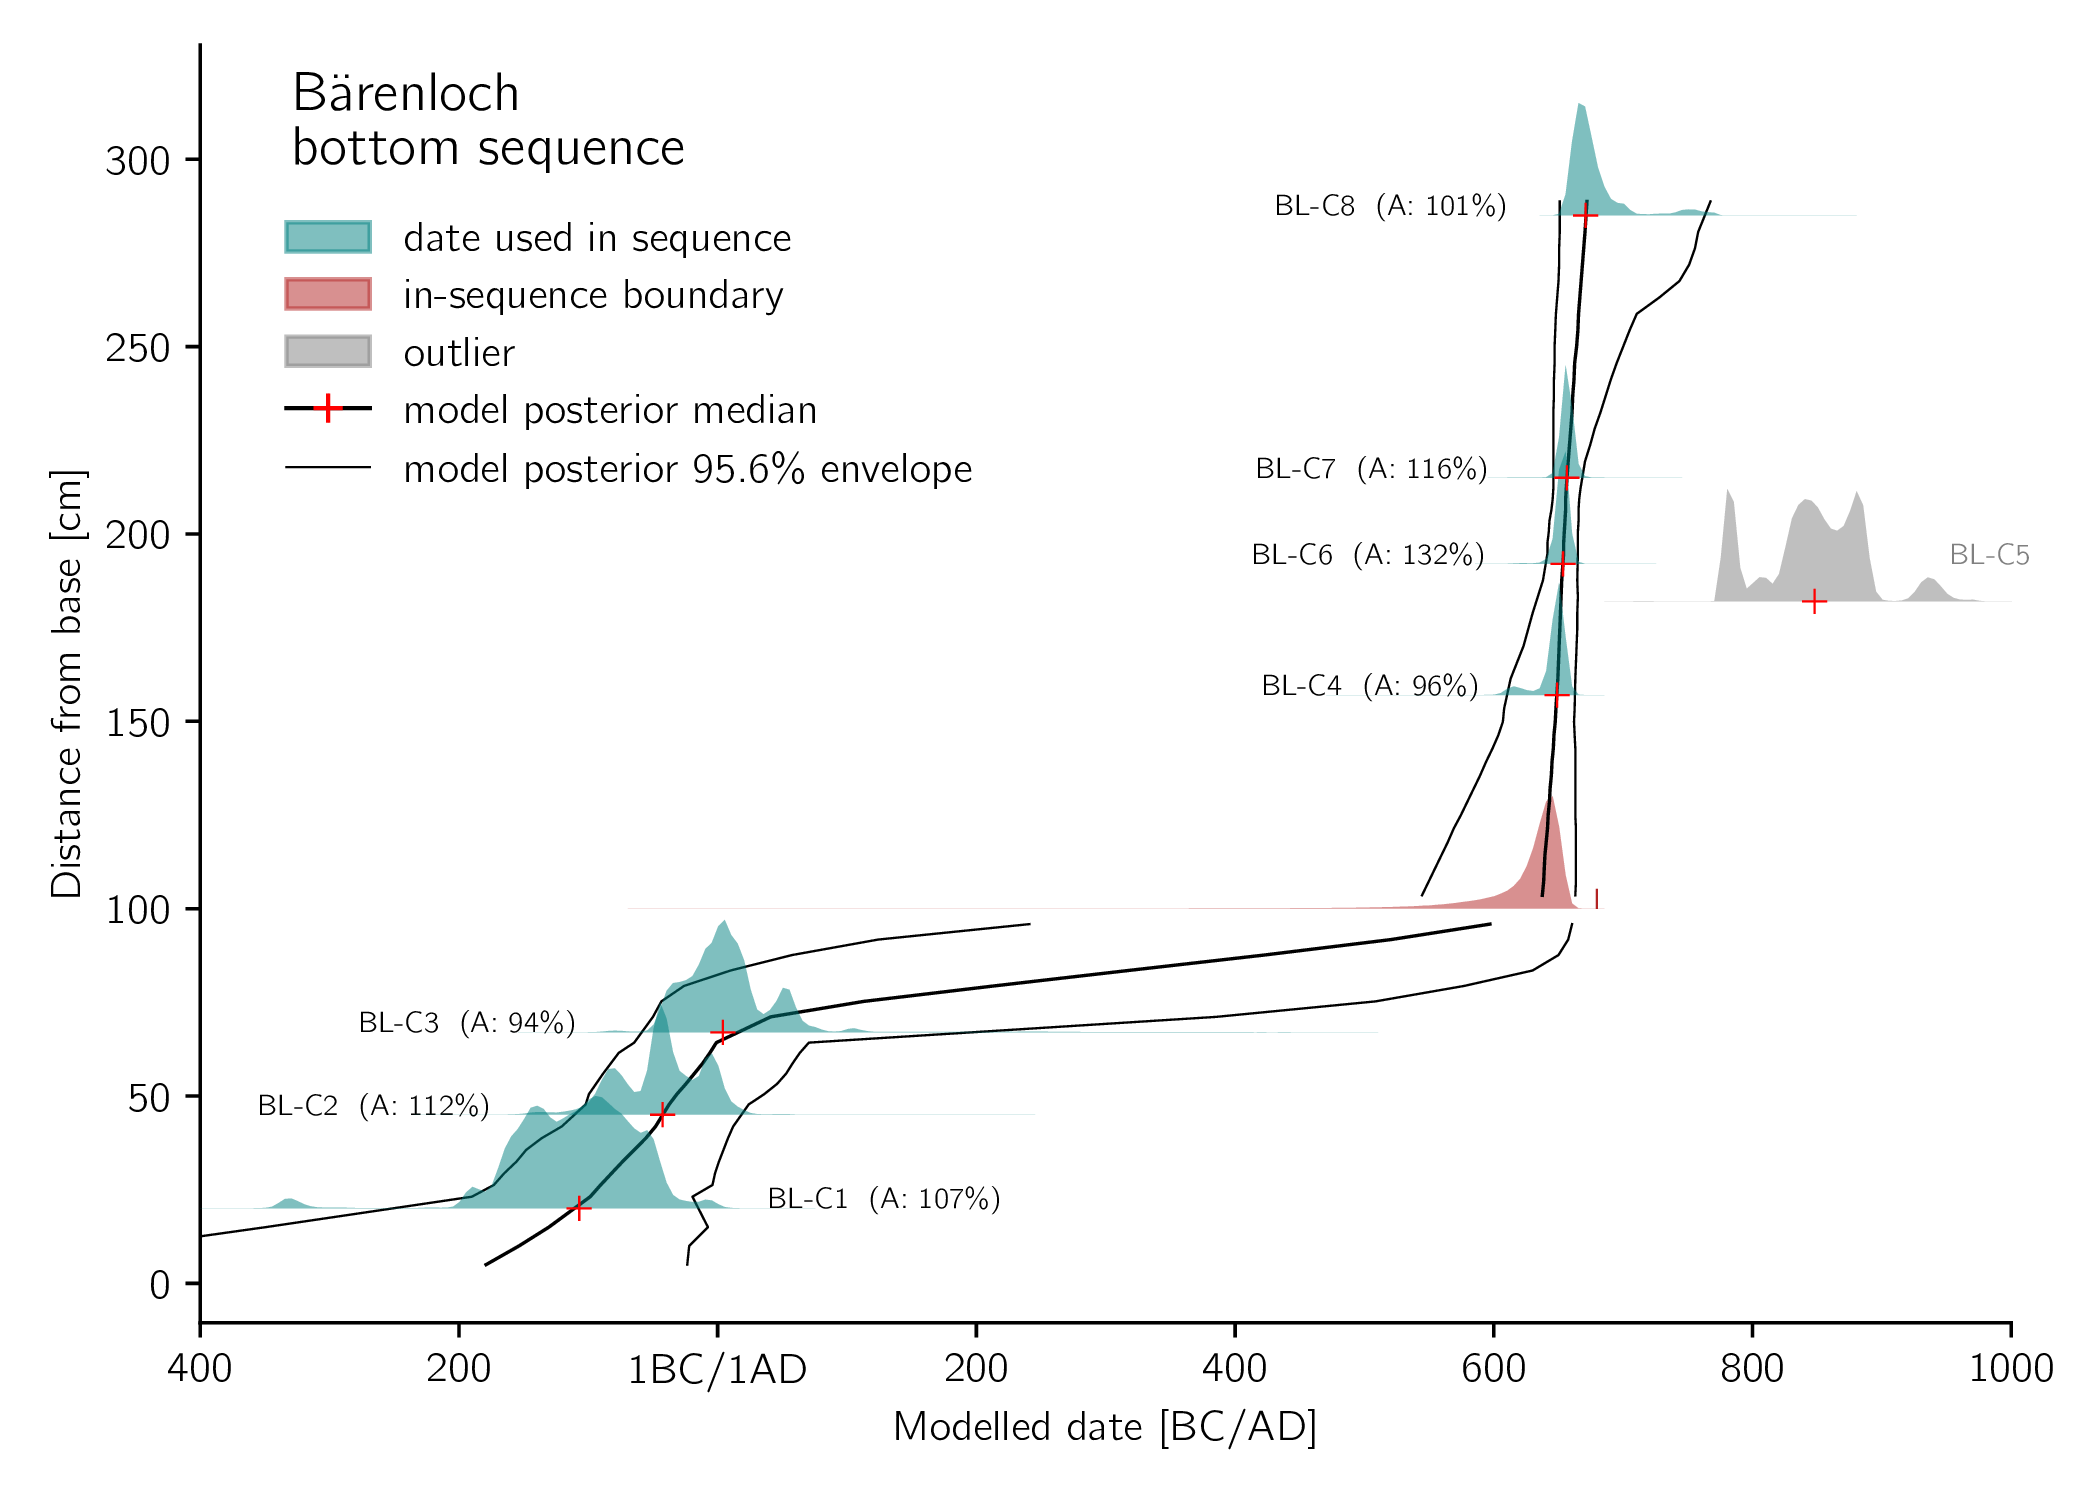 Bärenloch
bottom sequence
date used in sequence
in-sequence boundary
outlier
model posterior median
model posterior 95.6% envelope
BL-C8 (A: 101%)
BL-C7 (A: 116%)
BL-C6 (A: 132%)
BL-C5
BL-C4 (A: 96%)
BL-C3 (A: 94%)
BL-C2 (A: 112%)
BL-C1 (A: 107%)
Distance from base [cm]
300
250
200
150
100
50
0
400 200 1BC/1AD 200 400 600 800 1000
Modelled date [BC/AD]